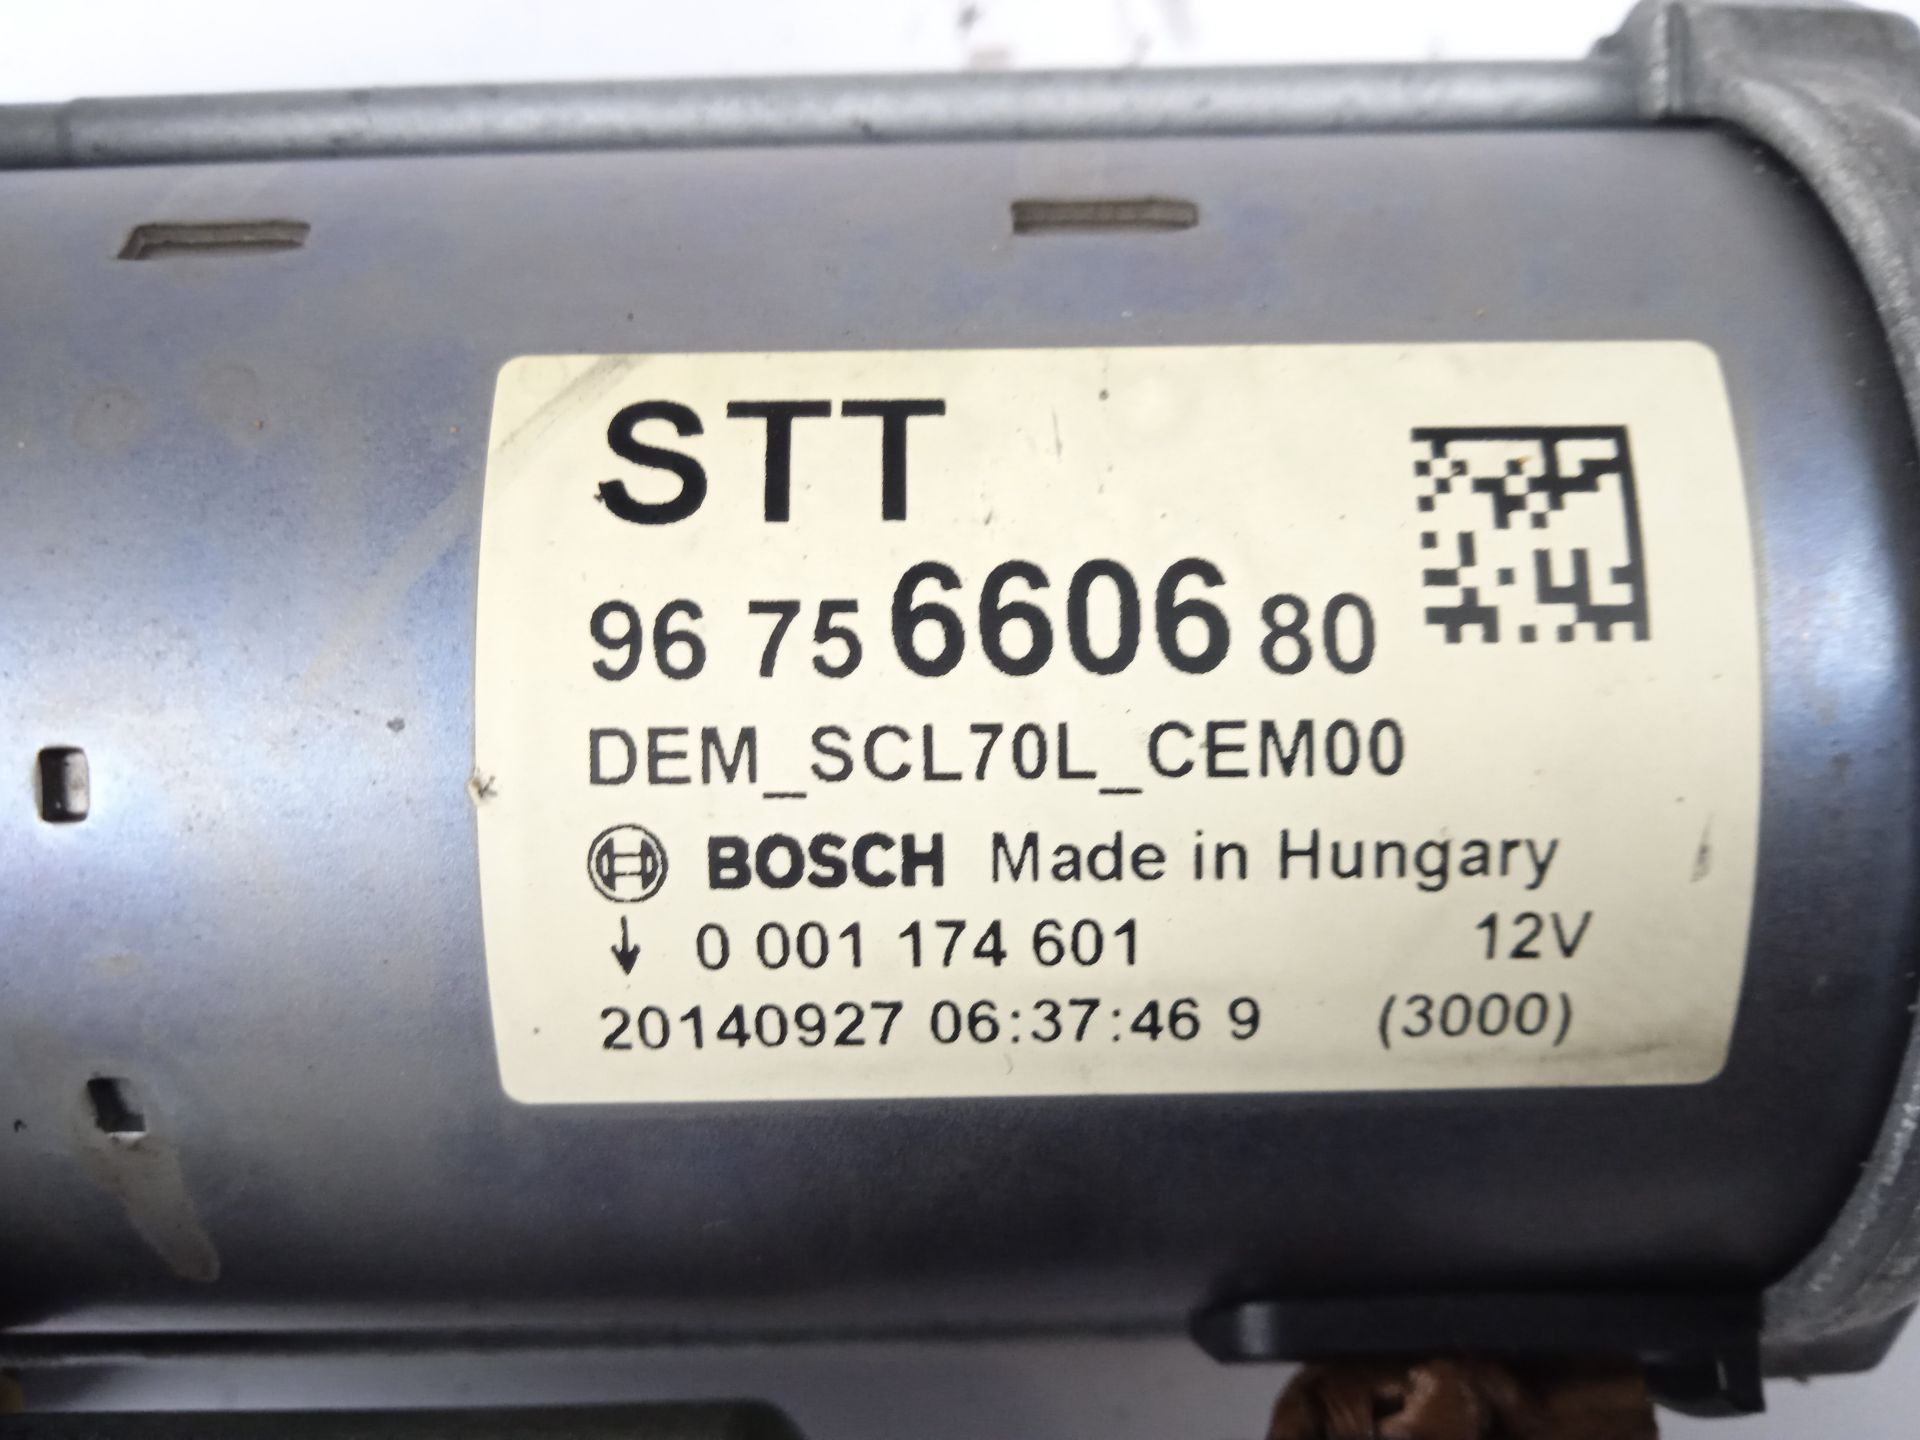 STT
96 75 6606 80
DEM_SCL70L_CEM00
BOSCH Made in Hungary
↓ 0 001 174 601 12V
20140927 06:37:46 9 (3000)